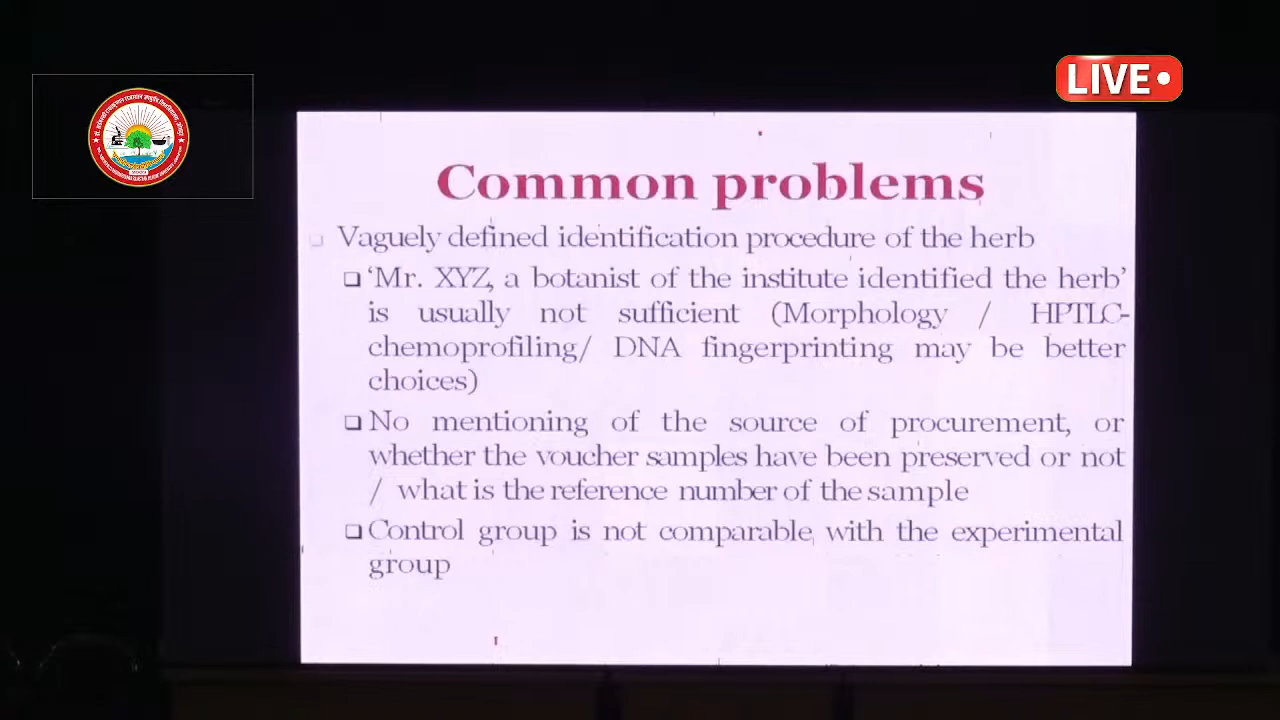 LIVE
Common problems
Vaguely defined identification procedure of the herb
‘Mr. XYZ, a botanist of the institute identified the herb’
is usually not sufficient (Morphology / HPTLC-
chemoprofiling/ DNA fingerprinting may be better
choices)
No mentioning of the source of procurement, or
whether the voucher samples have been preserved or not
/ what is the reference number of the sample
Control group is not comparable with the experimental
group